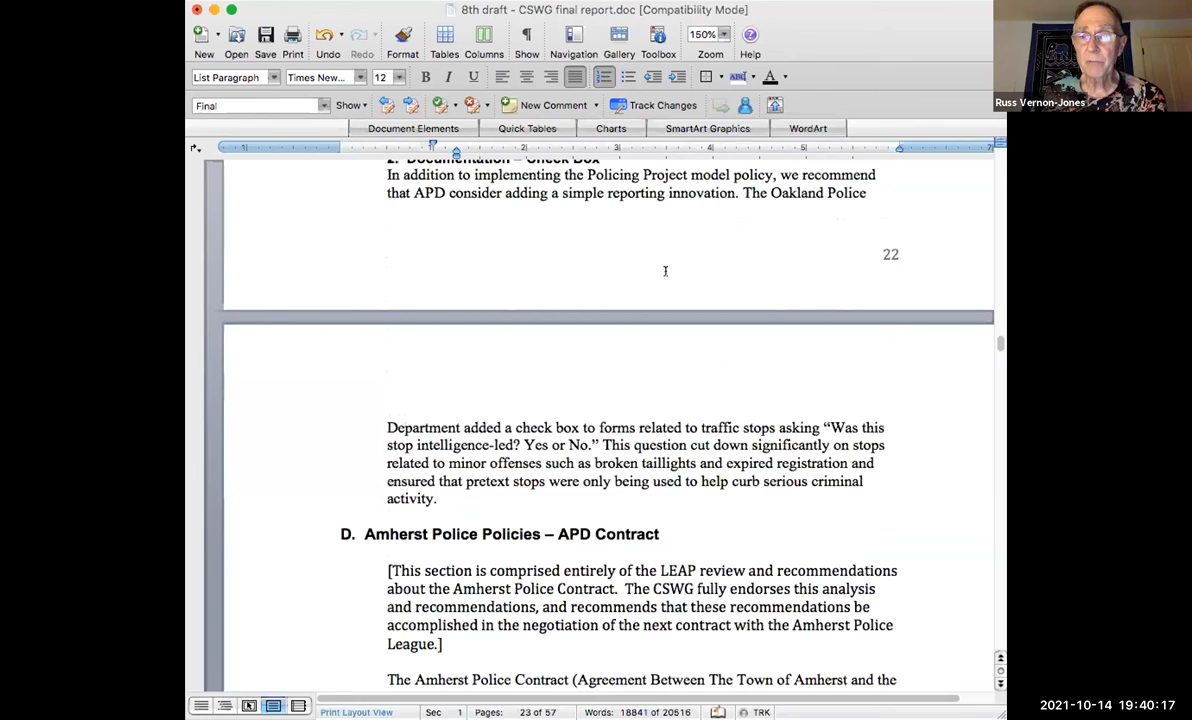 8th draft - CSWG final report.doc [Compatibility Mode]
150%
New Open Save Print Undo Redo Format Tables Columns Show Navigation Gallery Toolbox Zoom Help
List Paragraph Times New... 12 B I U
Final Show New Comment Track Changes
Document Elements Quick Tables Charts SmartArt Graphics WordArt
Russ Vernon-Jones
2. Documentation – Check Box
In addition to implementing the Policing Project model policy, we recommend
that APD consider adding a simple reporting innovation. The Oakland Police
22
Department added a check box to forms related to traffic stops asking “Was this
stop intelligence-led? Yes or No.” This question cut down significantly on stops
related to minor offenses such as broken taillights and expired registration and
ensured that pretext stops were only being used to help curb serious criminal
activity.
D. Amherst Police Policies – APD Contract
[This section is comprised entirely of the LEAP review and recommendations
about the Amherst Police Contract. The CSWG fully endorses this analysis
and recommendations, and recommends that these recommendations be
accomplished in the negotiation of the next contract with the Amherst Police
League.]
The Amherst Police Contract (Agreement Between The Town of Amherst and the
Print Layout View Sec 1 Pages: 23 of 57 Words: 18841 of 20516 TRK
2021-10-14 19:40:17